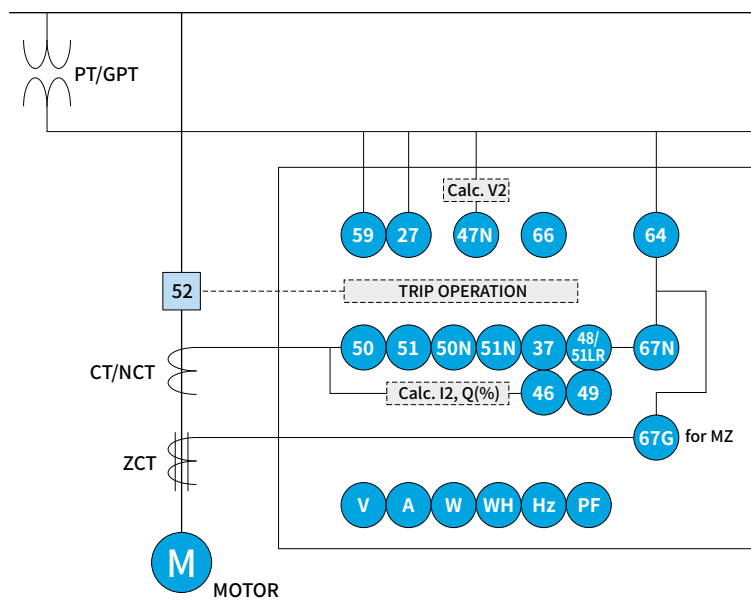 PT/GPT
Calc. V2
59 27 47N 66 64
52 TRIP OPERATION
50 51 50N 51N 37 48/ 67N
51LR
CT/NCT
Calc. I2, Q(%) 46 49
67G for MZ
ZCT
V A W WH Hz PF
M
MOTOR